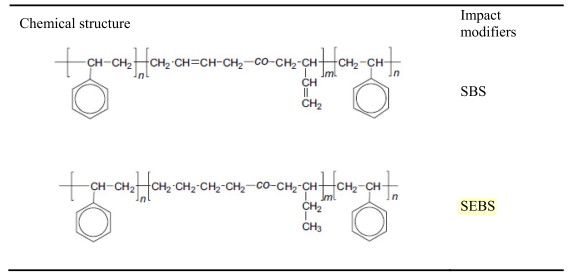 Chemical structure
Impact
modifiers
CH-CH₂ n CH₂·CH=CH-CH₂-co-CH₂-CH m CH₂-CH n
CH
CH₂
SBS
CH-CH₂ n CH₂-CH₂-CH₂-CH₂-co-CH₂-CH m CH₂-CH n
CH₂
CH₃
SEBS